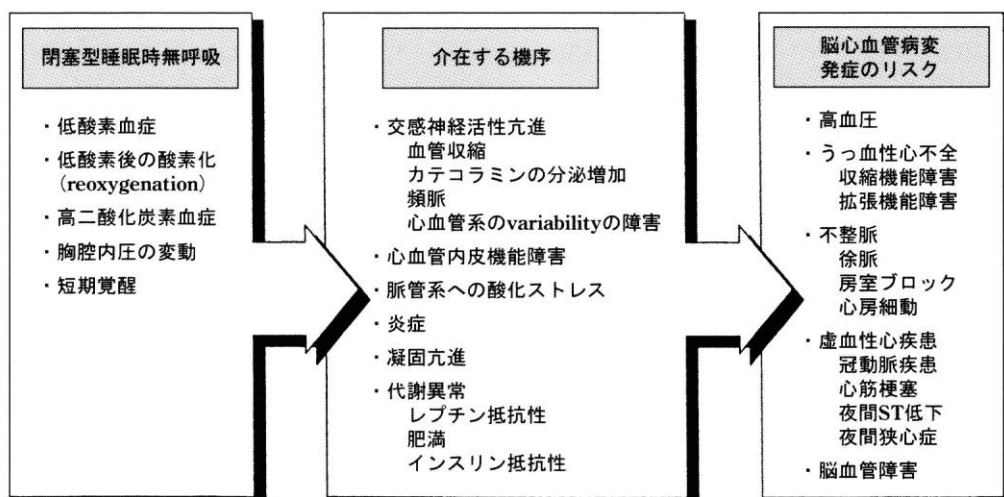 閉塞型睡眠時無呼吸
・低酸素血症
・低酸素後の酸素化
(reoxygenation)
・高二酸化炭素血症
・胸腔内圧の変動
・短期覚醒
介在する機序
・交感神経活性亢進
血管収縮
カテコラミンの分泌増加
頻脈
心血管系のvariabilityの障害
・心血管内皮機能障害
・脈管系への酸化ストレス
・炎症
・凝固亢進
・代謝異常
レプチン抵抗性
肥満
インスリン抵抗性
脳心血管病変
発症のリスク
・高血圧
・うっ血性心不全
収縮機能障害
拡張機能障害
・不整脈
徐脈
房室ブロック
心房細動
・虚血性心疾患
冠動脈疾患
心筋梗塞
夜間ST低下
夜間狭心症
・脳血管障害